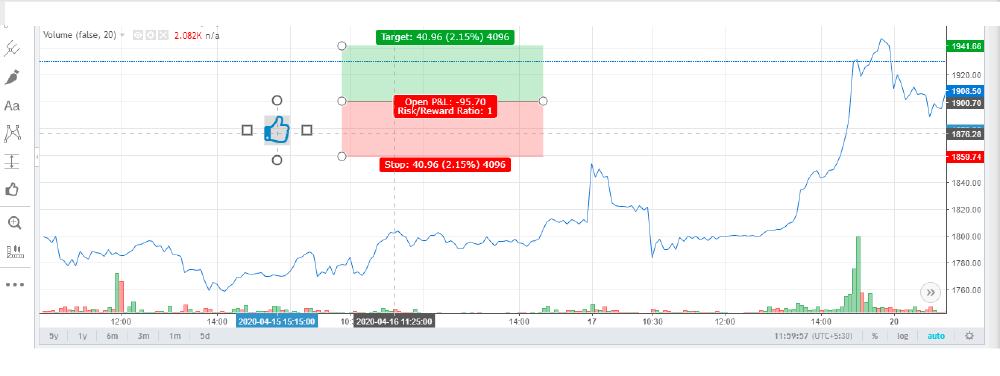 Volume (false, 20) 2.082K n/a
Target: 40.96 (2.15%) 4096
Open P&L: -95.70
Risk/Reward Ratio: 1
Stop: 40.96 (2.15%) 4096
Aa
1941.66
1920.00
1908.50
1900.70
1876.28
1859.74
1840.00
1820.00
1800.00
1780.00
1760.00
12:00 14:00 2020-04-15 15:15:00 10: 2020-04-16 11:25:00 14:00 17 10:30 12:00 14:00 20
5y 1y 6m 3m 1m 5d 11:59:57 (UTC+5:30) % log auto